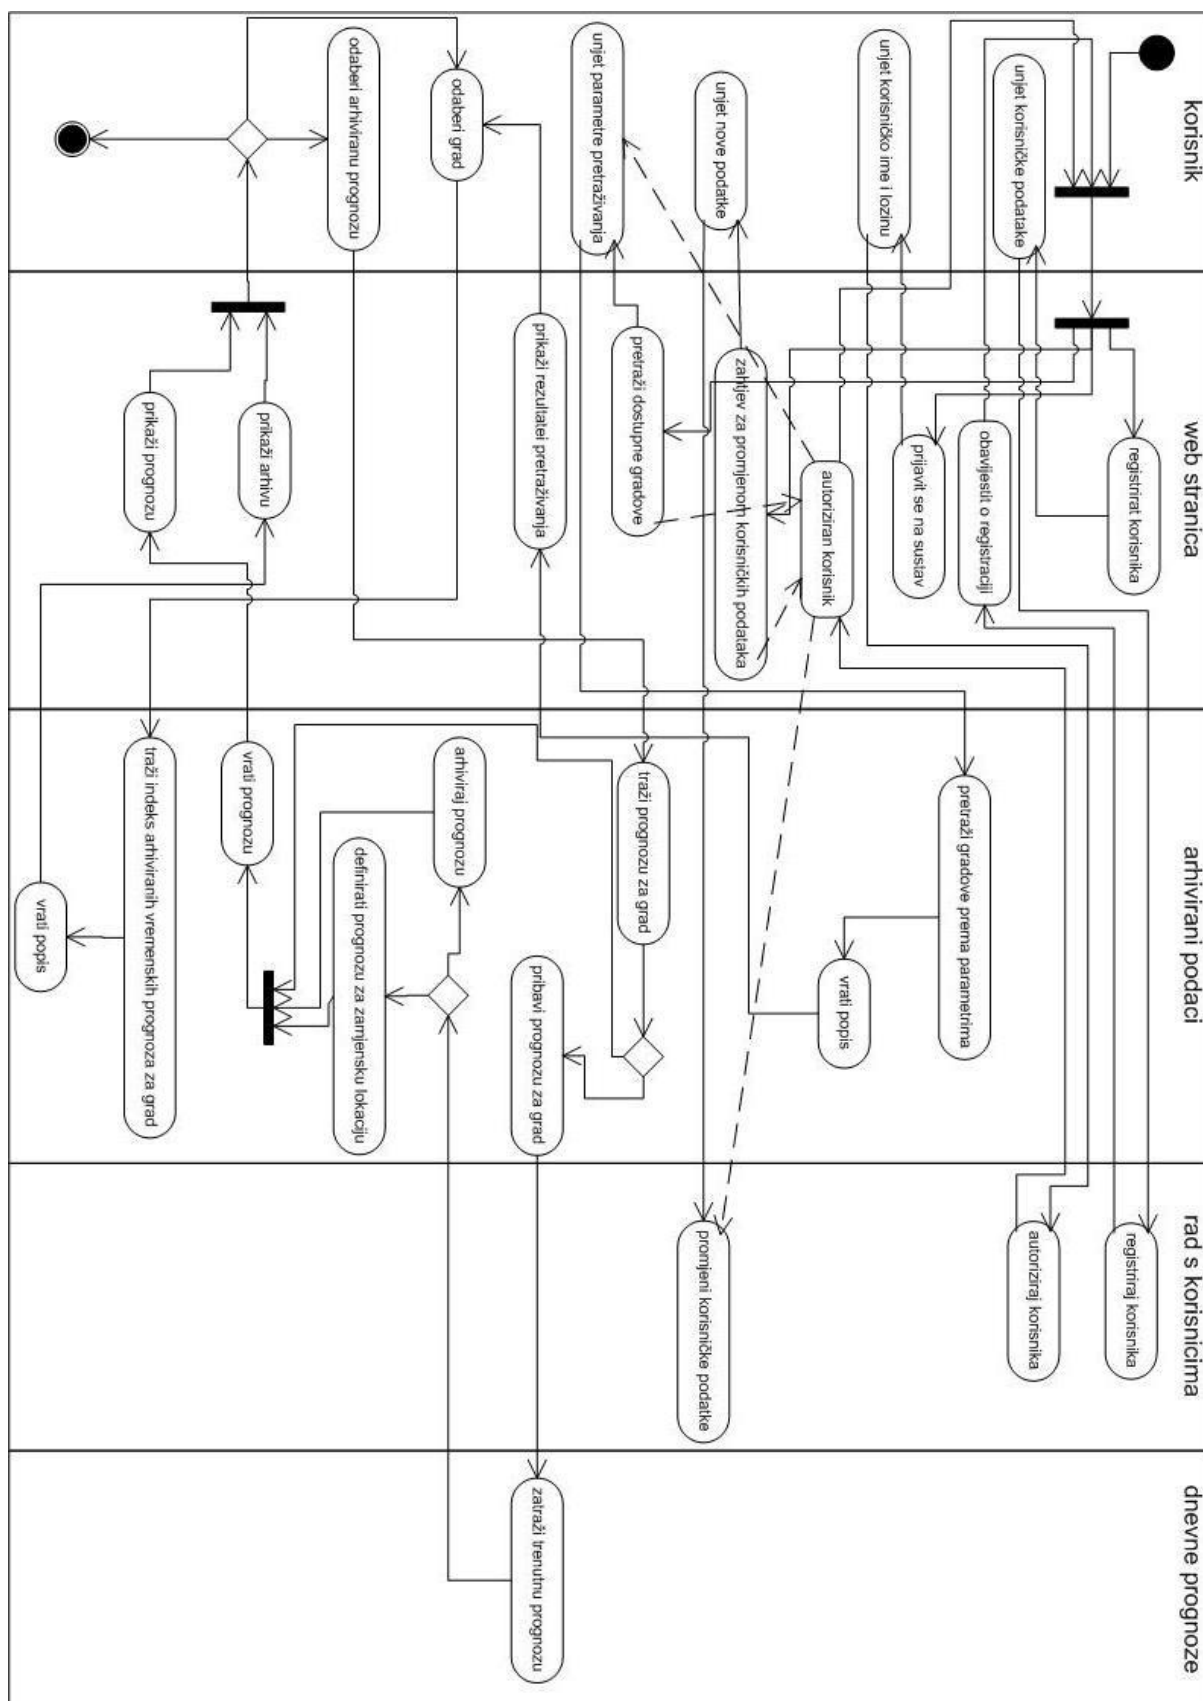 korisnik
web stranica
arhivirani podaci
rad s korisnicima
dnevne prognoze
unjet korisničke podatake
registrirat korisnika
registriraj korisnika
obavijestit o registraciji
autoriziraj korisnika
unjet korisničko ime i lozinu
prijavit se na sustav
pretraži gradove prema parametrima
autoriziran korisnik
vrati popis
unjet nove podatke
zahtjev za promjenom korisničkih podataka
promjeni korisničke podatke
unjet parametre pretraživanja
pretraži dostupne gradove
traži prognozu za grad
prikaži rezultatei pretraživanja
pribavi prognozu za grad
zatraži trenutnu prognozu
odaberi grad
arhiviraj prognozu
odaberi arhiviranu prognozu
definirati prognozu za zamjensku lokaciju
prikaži arhivu
vrati prognozu
prikaži prognozu
traži indeks arhiviranih vremenskih prognoza za grad
vrati popis